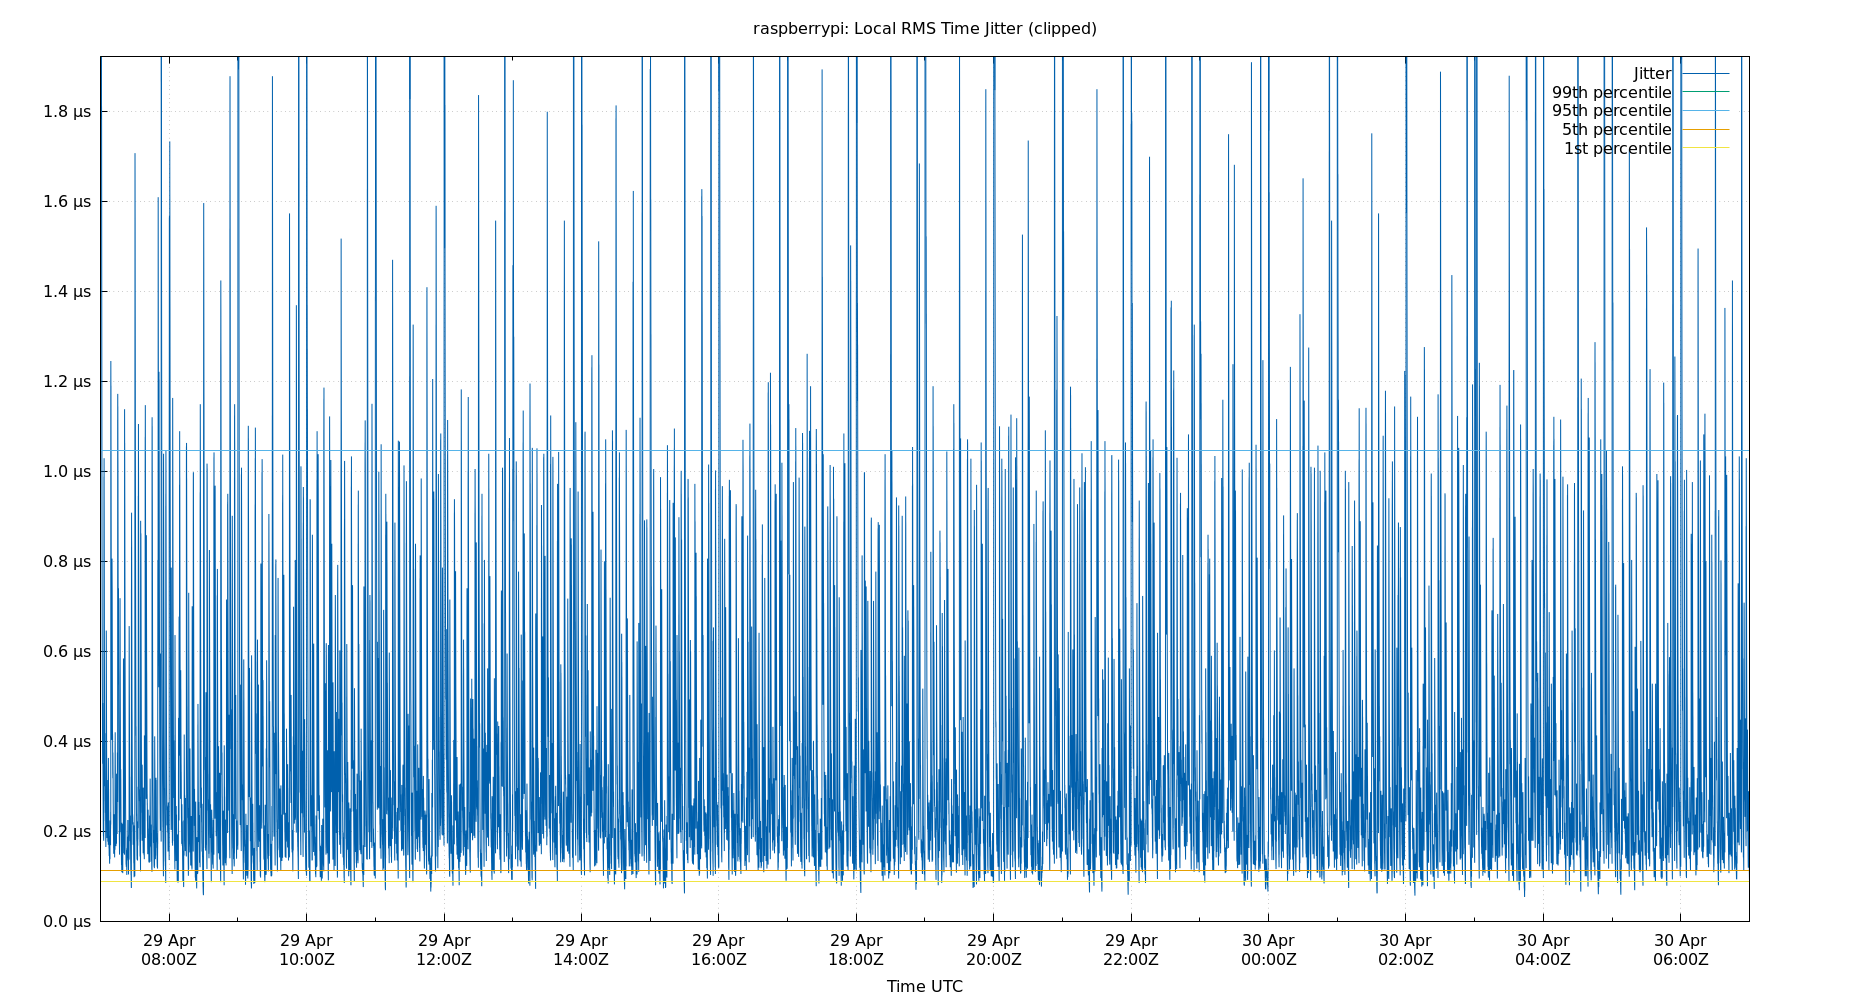 raspberrypi: Local RMS Time Jitter (clipped)
Jitter
99th percentile
95th percentile
5th percentile
1st percentile
1.8 µs
1.6 µs
1.4 µs
1.2 µs
1.0 µs
0.8 µs
0.6 µs
0.4 µs
0.2 µs
0.0 µs
29 Apr 29 Apr 29 Apr 29 Apr 29 Apr 29 Apr 29 Apr 29 Apr 30 Apr 30 Apr 30 Apr 30 Apr
08:00Z 10:00Z 12:00Z 14:00Z 16:00Z 18:00Z 20:00Z 22:00Z 00:00Z 02:00Z 04:00Z 06:00Z
Time UTC